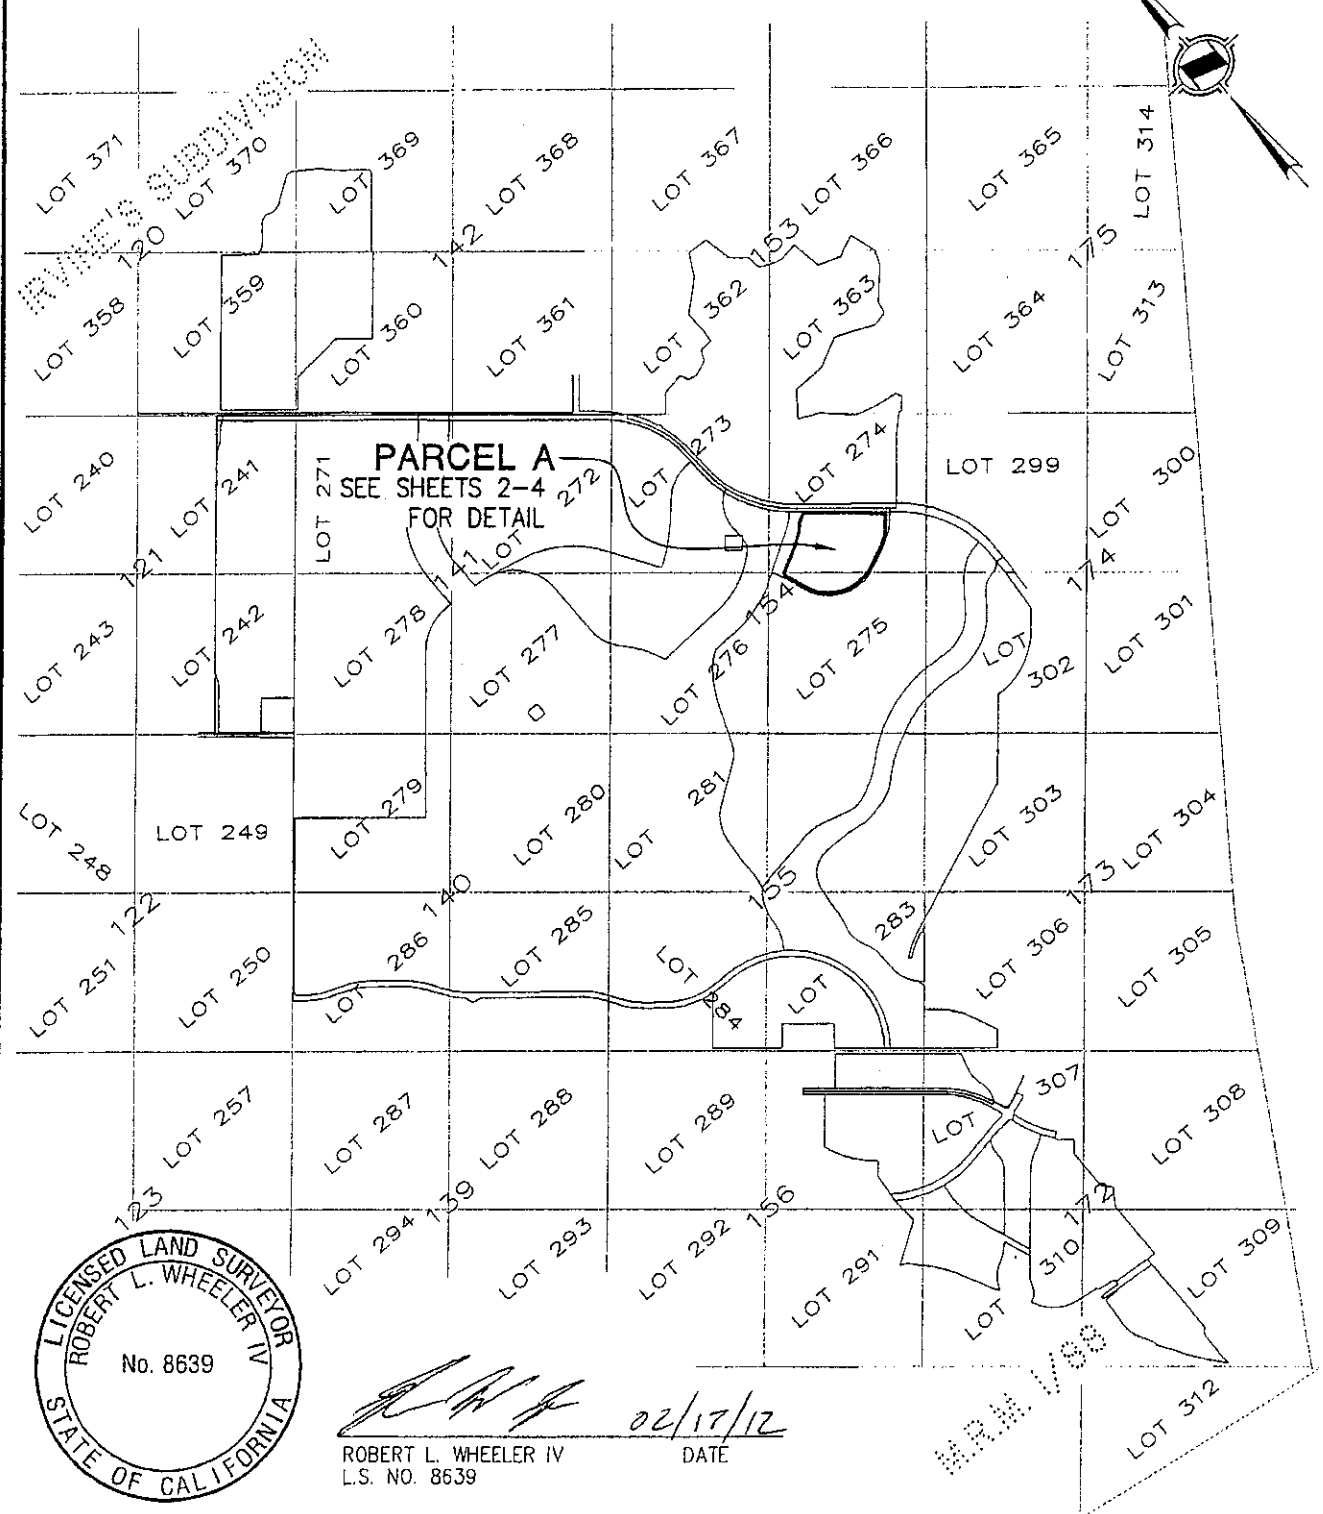 IRVINE'S SUBDIVISION
LOT 371
LOT 370
LOT 369
LOT 368
LOT 367
LOT 366
LOT 365
LOT 314
120
142
153
175
LOT 358
LOT 359
LOT 360
LOT 361
LOT 362
LOT 363
LOT 364
LOT 313
LOT 240
LOT 241
LOT 271
PARCEL A
SEE SHEETS 2-4
FOR DETAIL
LOT 272
LOT 273
LOT 274
LOT 299
LOT 300
121
141
154
174
LOT 243
LOT 242
LOT 278
LOT 277
LOT 276
LOT 275
LOT 302
LOT 301
LOT 248
LOT 249
LOT 279
LOT 280
LOT 281
LOT 303
LOT 304
122
140
155
173
LOT 251
LOT 250
LOT 286
LOT 285
LOT 284
LOT 283
LOT 306
LOT 305
LOT 257
LOT 287
LOT 288
LOT 289
LOT 307
LOT 308
123
139
156
172
LOT 294
LOT 293
LOT 292
LOT 291
LOT 310
LOT 309
LOT 312
M.R.M. 1/88
LICENSED LAND SURVEYOR
ROBERT L. WHEELER IV
No. 8639
STATE OF CALIFORNIA
02/17/12
ROBERT L. WHEELER IV
DATE
L.S. NO. 8639